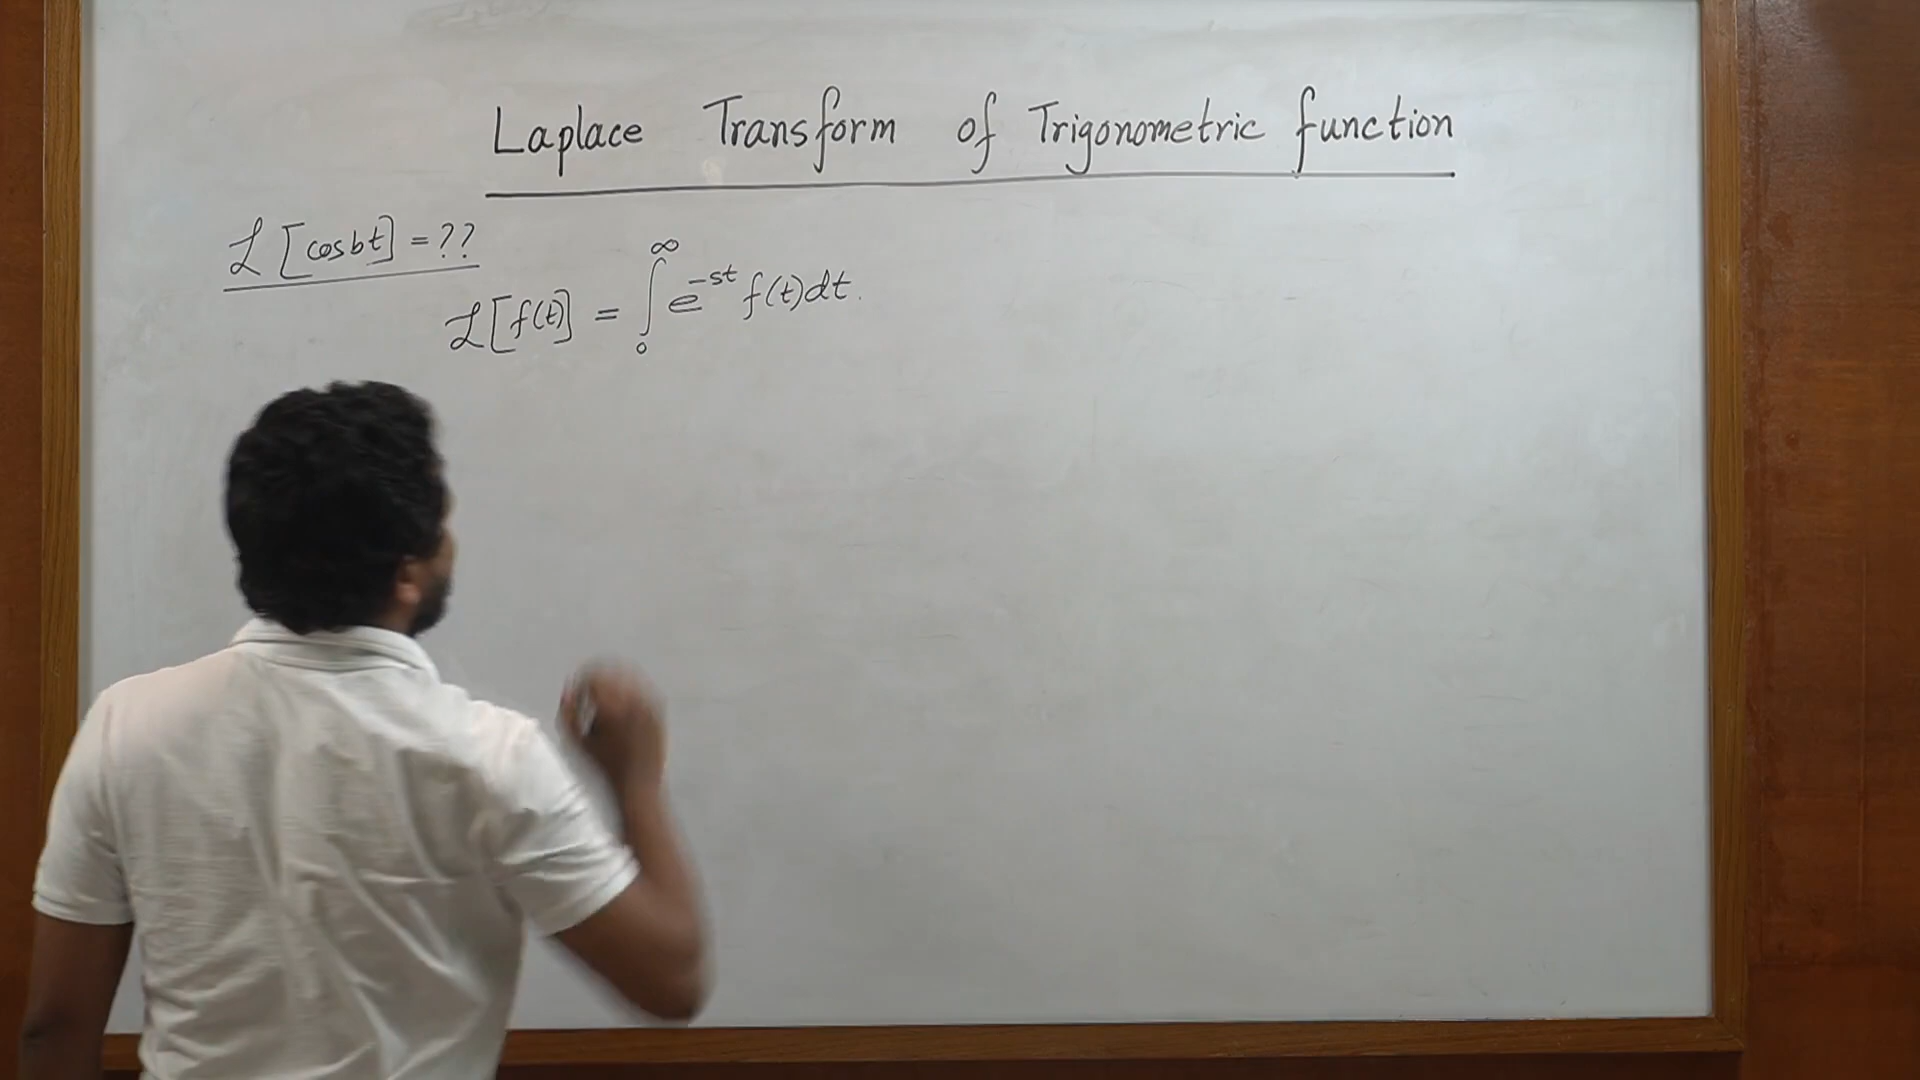 Laplace Transform of Trigonometric function
ℒ[cosbt] = ??
ℒ[f(t)] = ∫₀^∞ e^{-st} f(t)dt.